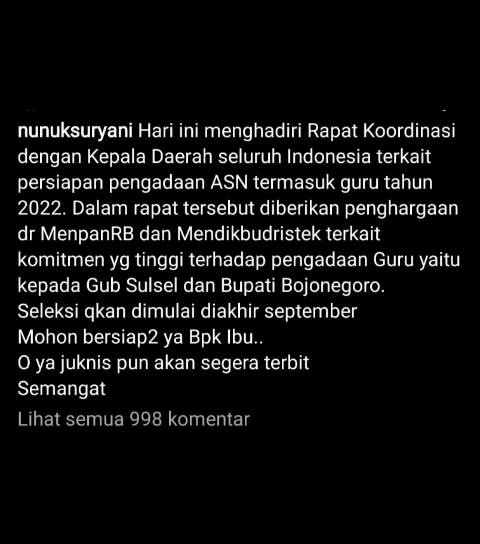 nunuksuryani Hari ini menghadiri Rapat Koordinasi
dengan Kepala Daerah seluruh Indonesia terkait
persiapan pengadaan ASN termasuk guru tahun
2022. Dalam rapat tersebut diberikan penghargaan
dr MenpanRB dan Mendikbudristek terkait
komitmen yg tinggi terhadap pengadaan Guru yaitu
kepada Gub Sulsel dan Bupati Bojonegoro.
Seleksi qkan dimulai diakhir september
Mohon bersiap2 ya Bpk Ibu..
O ya juknis pun akan segera terbit
Semangat
Lihat semua 998 komentar